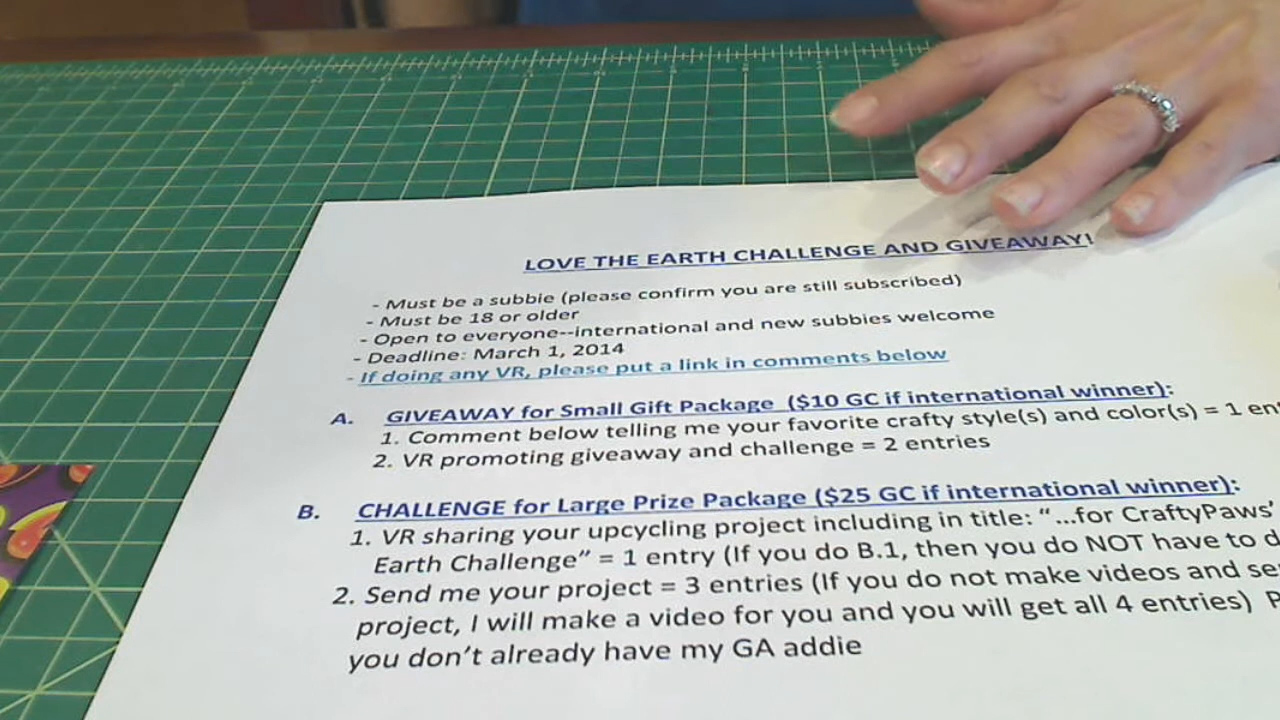 LOVE THE EARTH CHALLENGE AND GIVEAWAY!
- Must be a subbie (please confirm you are still subscribed)
- Must be 18 or older
- Open to everyone--international and new subbies welcome
- Deadline: March 1, 2014
- If doing any VR, please put a link in comments below
A. GIVEAWAY for Small Gift Package ($10 GC if international winner):
1. Comment below telling me your favorite crafty style(s) and color(s) = 1
2. VR promoting giveaway and challenge = 2 entries
B. CHALLENGE for Large Prize Package ($25 GC if international winner):
1. VR sharing your upcycling project including in title: “...for CraftyPaws’
Earth Challenge” = 1 entry (If you do B.1, then you do NOT have to
2. Send me your project = 3 entries (If you do not make videos and
project, I will make a video for you and you will get all 4 entries)
you don’t already have my GA addie